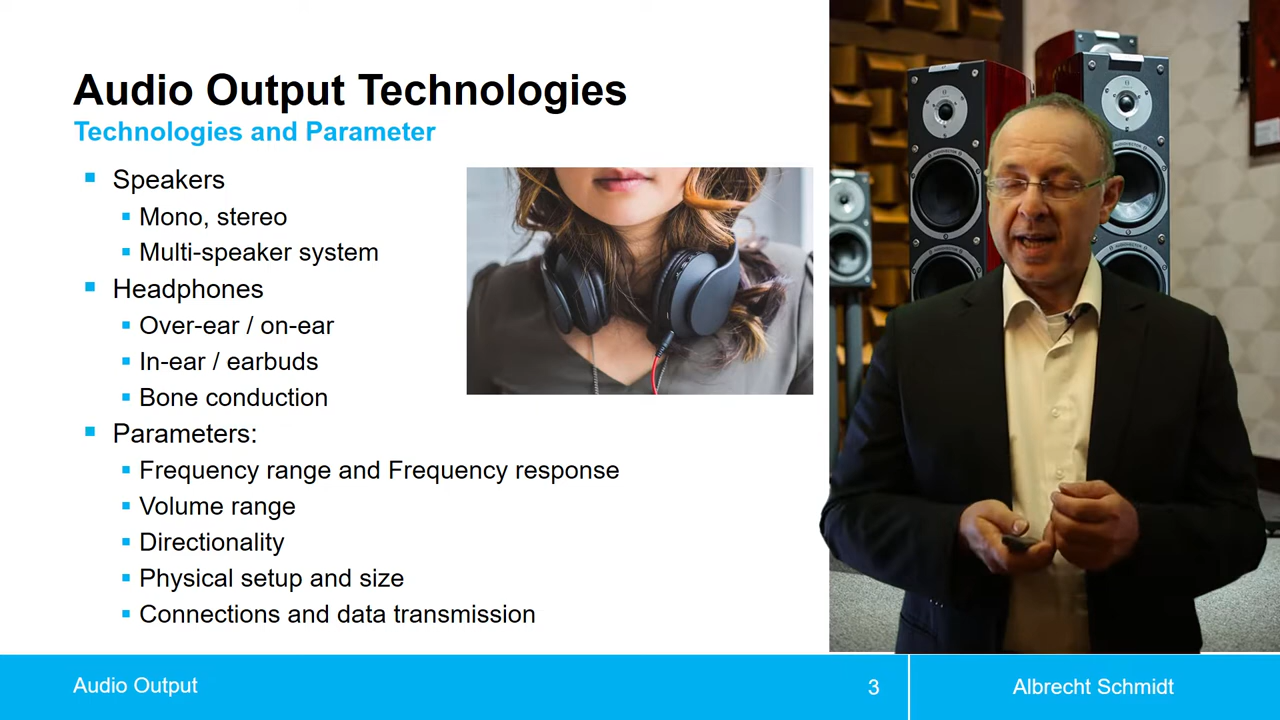 Audio Output Technologies
Technologies and Parameter
Speakers
Mono, stereo
Multi-speaker system
Headphones
Over-ear / on-ear
In-ear / earbuds
Bone conduction
Parameters:
Frequency range and Frequency response
Volume range
Directionality
Physical setup and size
Connections and data transmission
Audio Output
3
Albrecht Schmidt